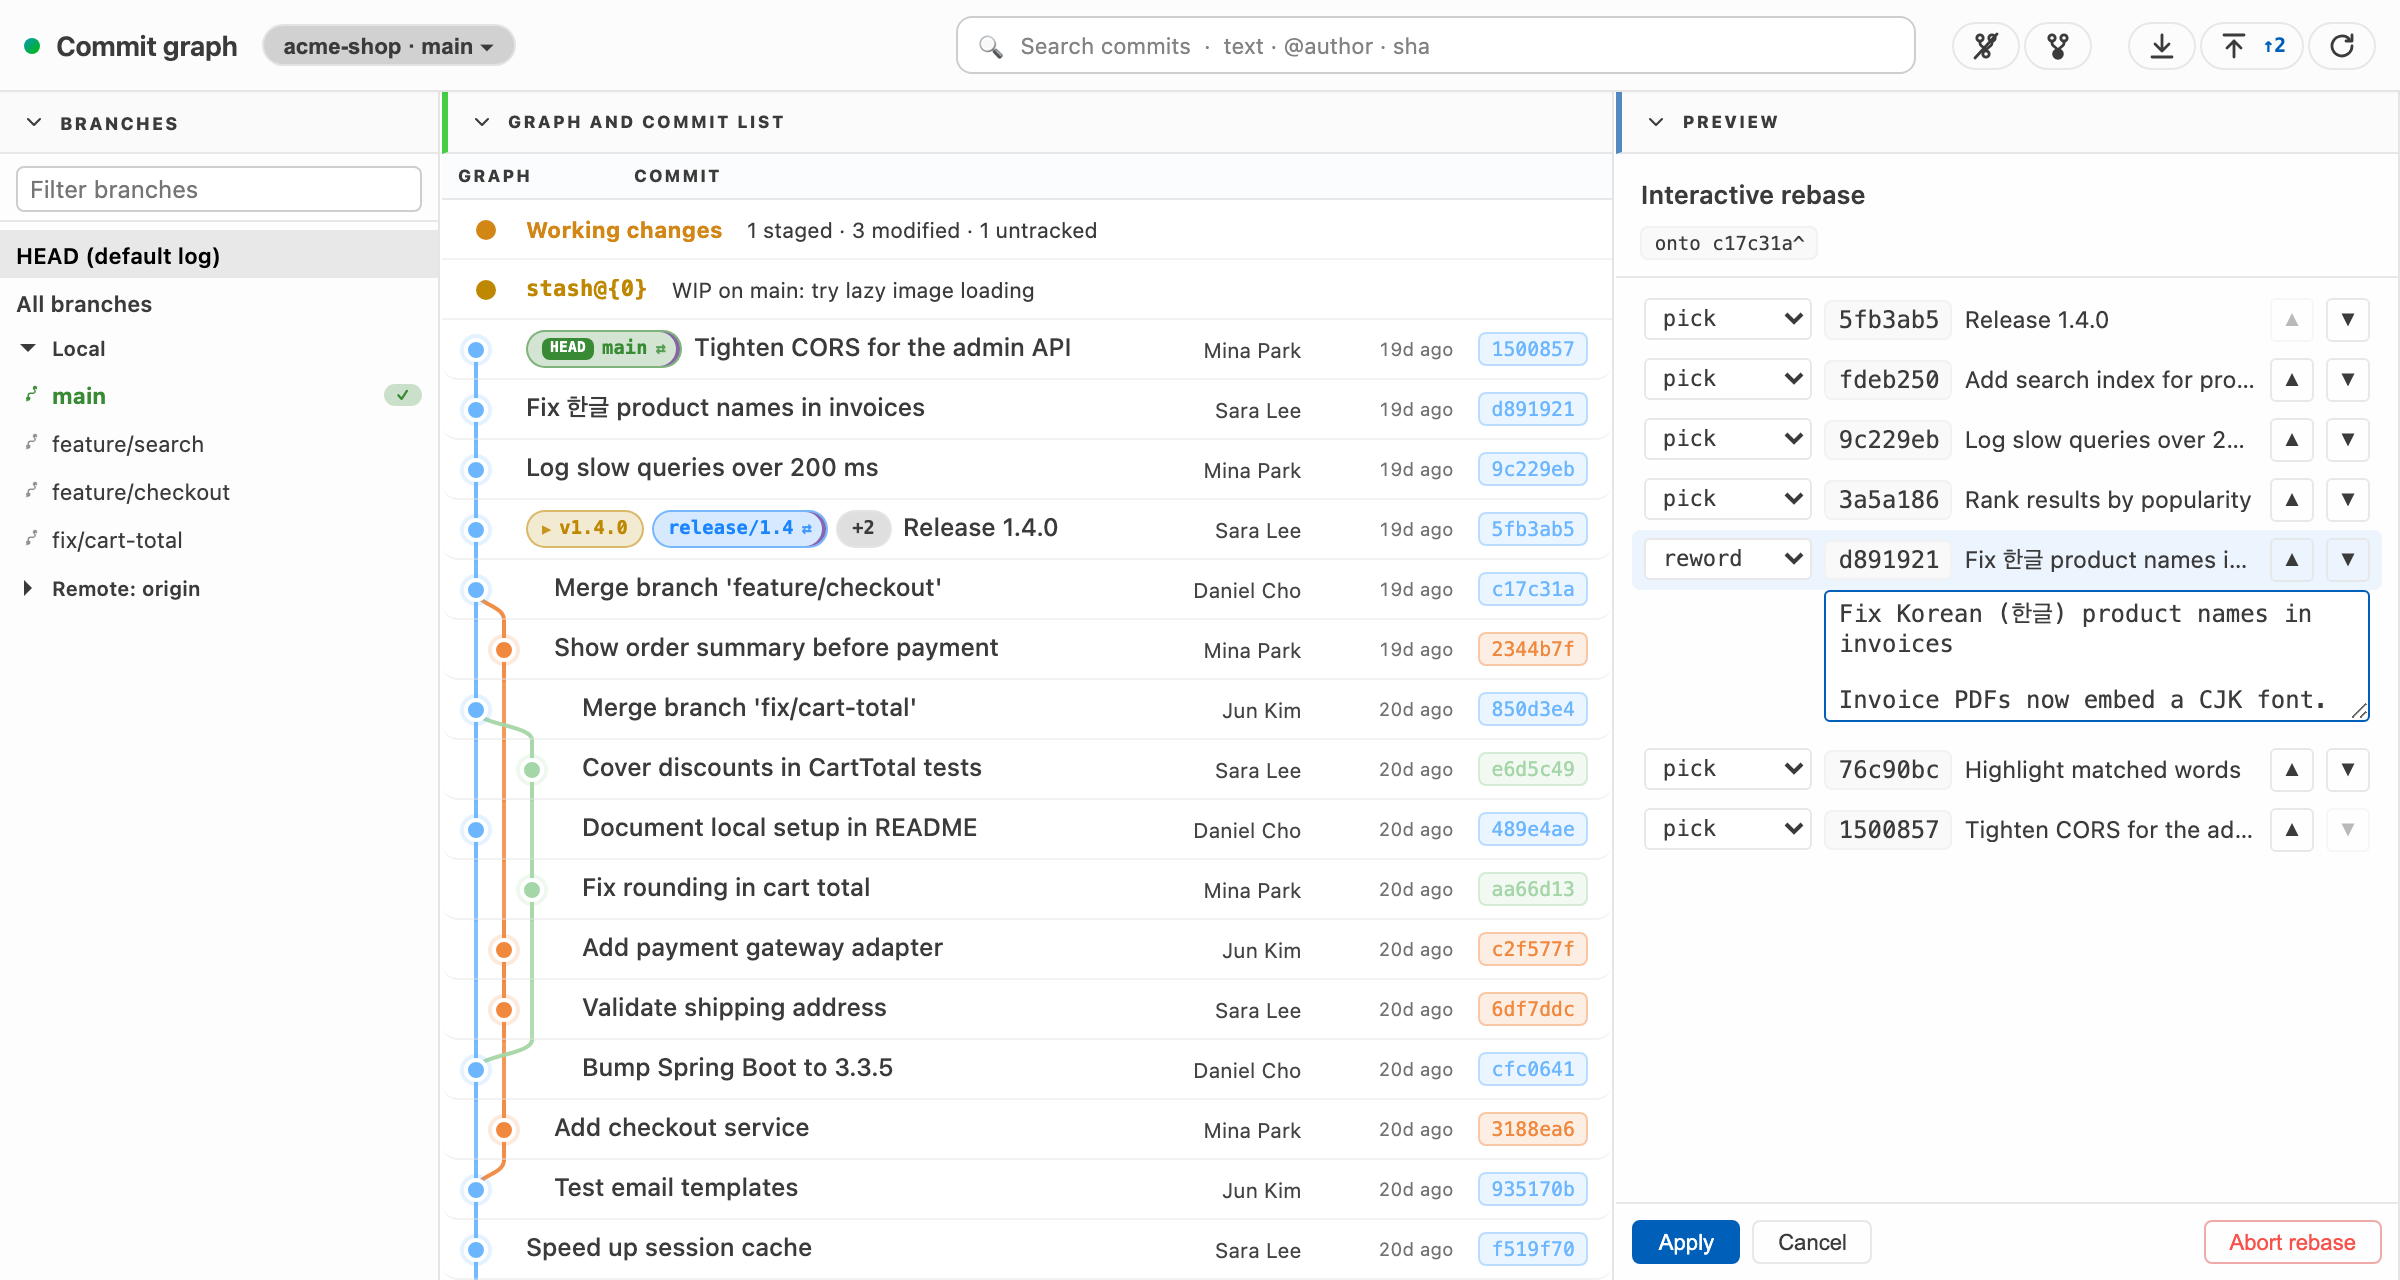 Commit graph
acme-shop · main
Search commits · text · @author · sha
↑2
BRANCHES
Filter branches
HEAD (default log)
All branches
Local
main
feature/search
feature/checkout
fix/cart-total
Remote: origin
GRAPH AND COMMIT LIST
GRAPH COMMIT
Working changes 1 staged · 3 modified · 1 untracked
stash@{0} WIP on main: try lazy image loading
HEAD main ⇄ Tighten CORS for the admin API Mina Park 19d ago 1500857
Fix 한글 product names in invoices Sara Lee 19d ago d891921
Log slow queries over 200 ms Mina Park 19d ago 9c229eb
v1.4.0 release/1.4 ⇄ +2 Release 1.4.0 Sara Lee 19d ago 5fb3ab5
Merge branch 'feature/checkout' Daniel Cho 19d ago c17c31a
Show order summary before payment Mina Park 19d ago 2344b7f
Merge branch 'fix/cart-total' Jun Kim 20d ago 850d3e4
Cover discounts in CartTotal tests Sara Lee 20d ago e6d5c49
Document local setup in README Daniel Cho 20d ago 489e4ae
Fix rounding in cart total Mina Park 20d ago aa66d13
Add payment gateway adapter Jun Kim 20d ago c2f577f
Validate shipping address Sara Lee 20d ago 6df7ddc
Bump Spring Boot to 3.3.5 Daniel Cho 20d ago cfc0641
Add checkout service Mina Park 20d ago 3188ea6
Test email templates Jun Kim 20d ago 935170b
Speed up session cache Sara Lee 20d ago f519f70
PREVIEW
Interactive rebase
onto c17c31a^
pick 5fb3ab5 Release 1.4.0
pick fdeb250 Add search index for pro...
pick 9c229eb Log slow queries over 2...
pick 3a5a186 Rank results by popularity
reword d891921 Fix 한글 product names i...
Fix Korean (한글) product names in
invoices
Invoice PDFs now embed a CJK font.
pick 76c90bc Highlight matched words
pick 1500857 Tighten CORS for the ad...
Apply Cancel Abort rebase